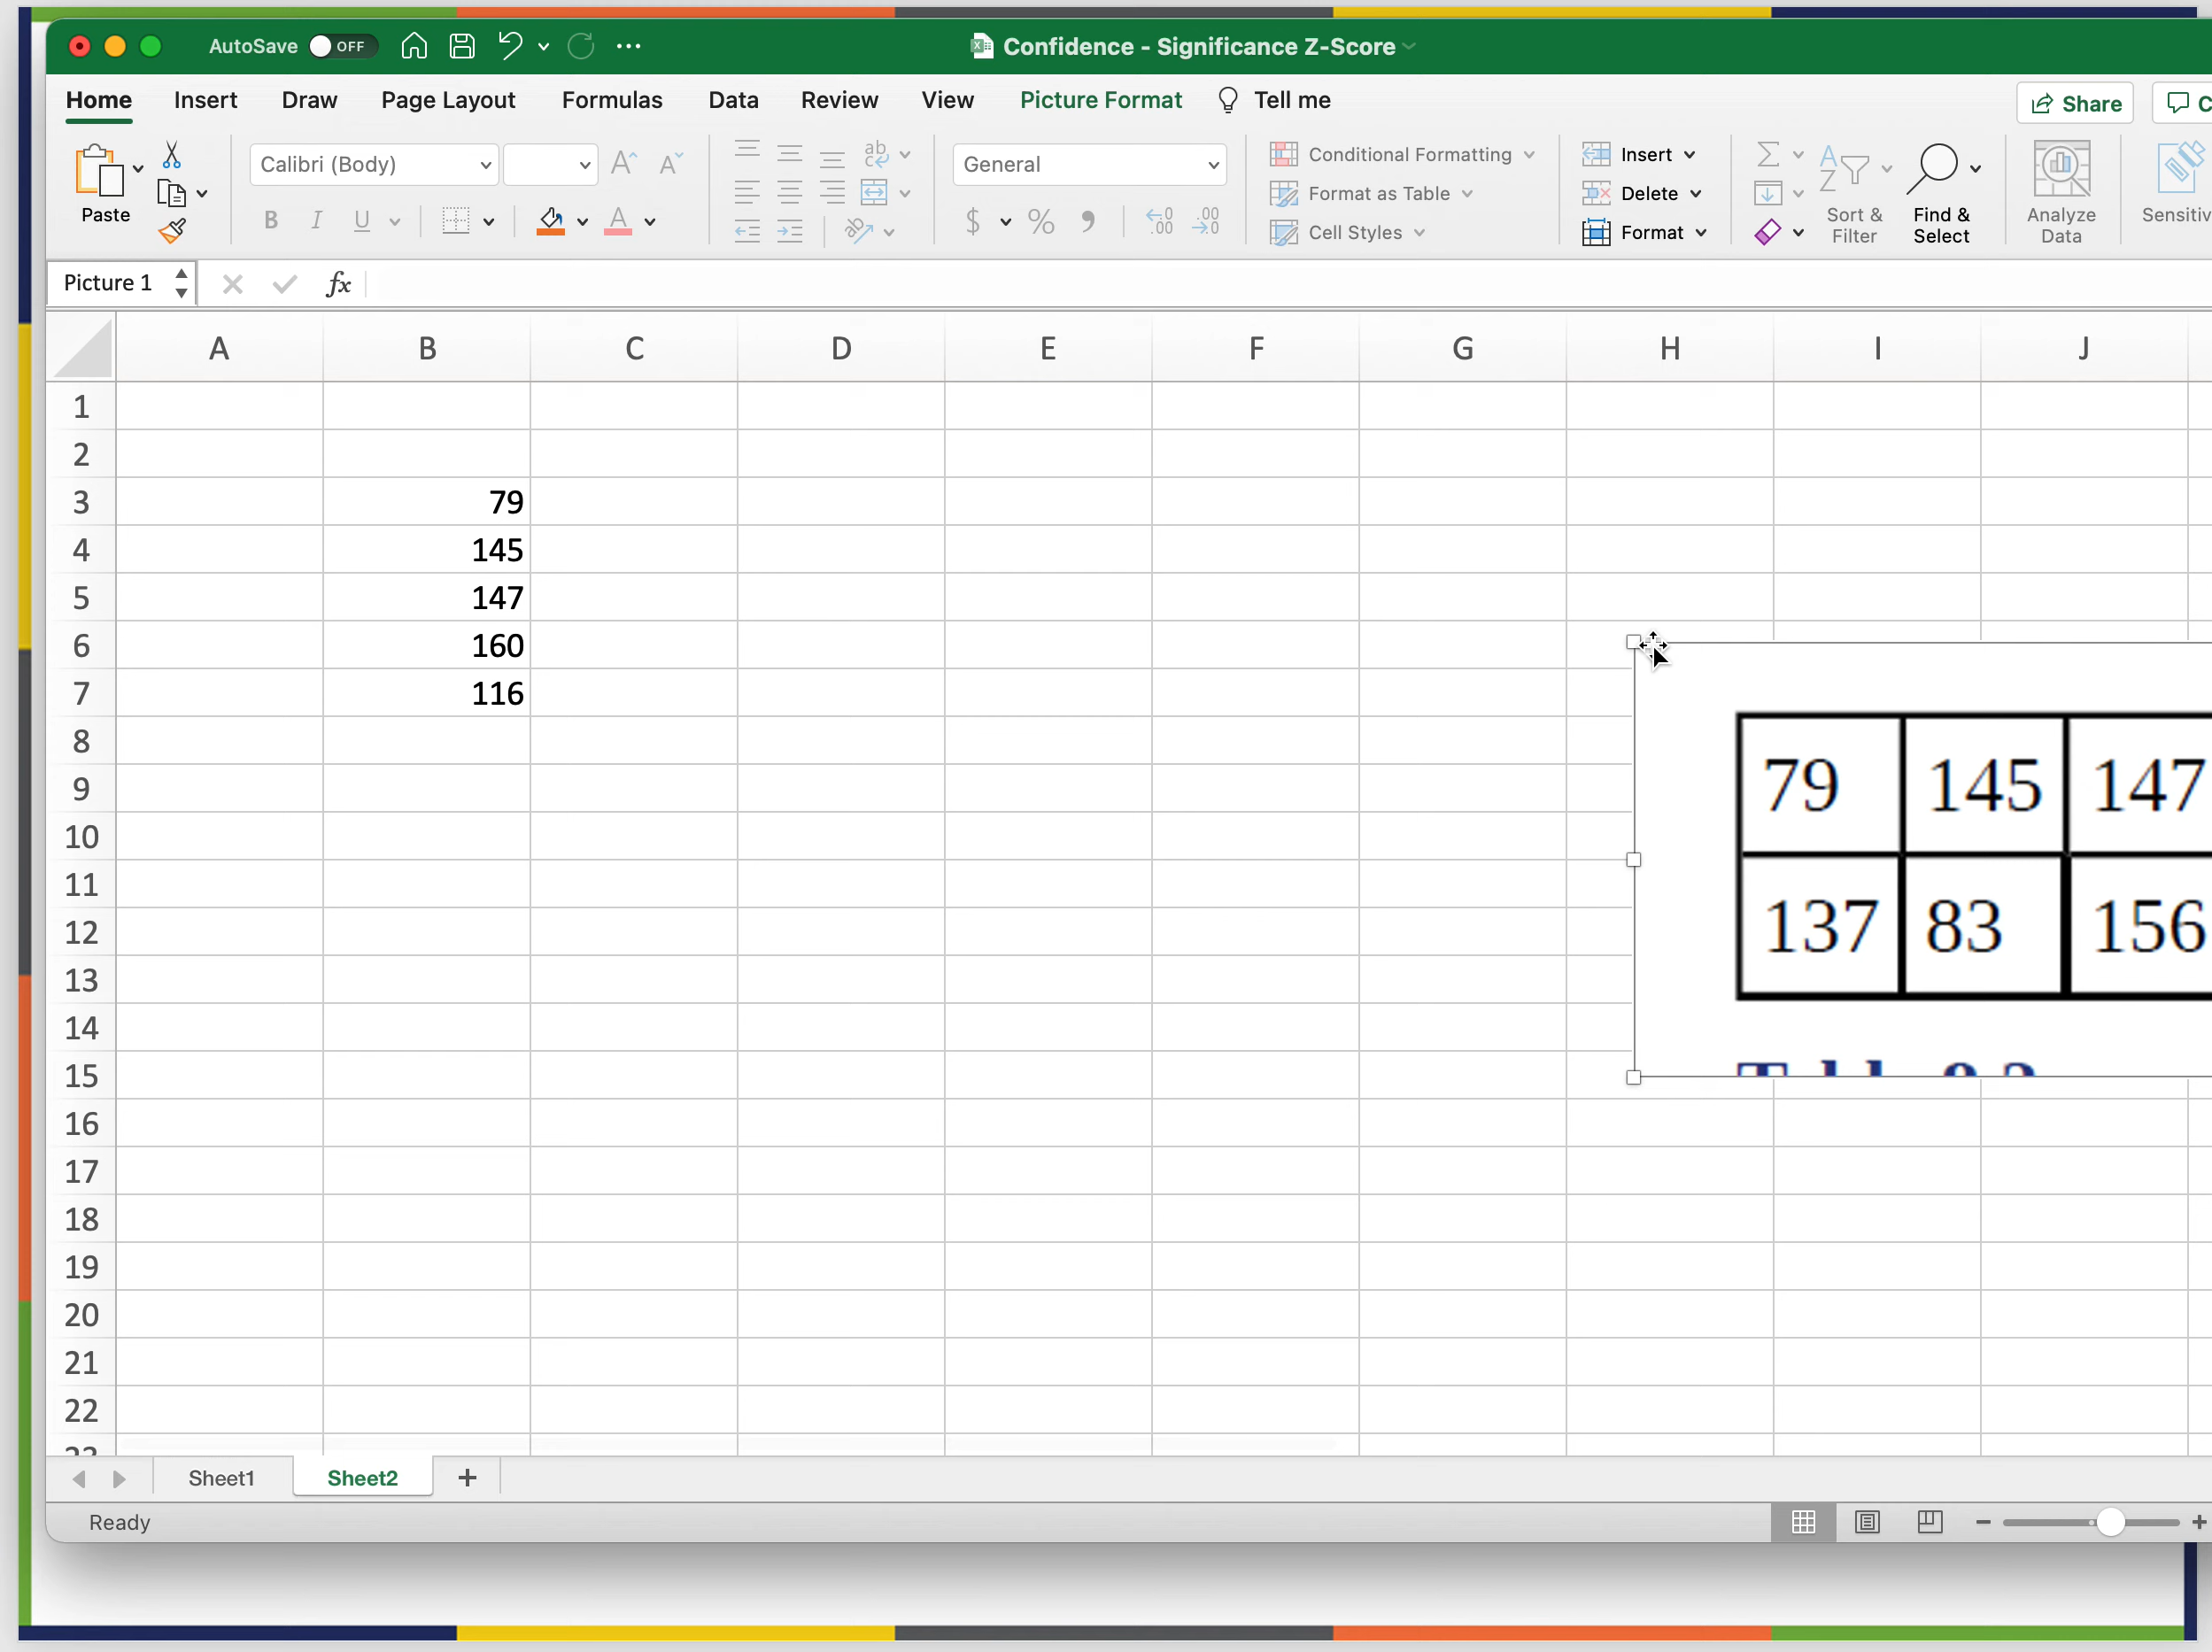 AutoSave OFF Confidence - Significance Z-Score
Home Insert Draw Page Layout Formulas Data Review View Picture Format Tell me Share C
Paste Calibri (Body) B I U A A A ab General $ % , Conditional Formatting Format as Table Cell Styles Insert Delete Format Sort & Filter Find & Select Analyze Data Sensitiv
Picture 1 fx
A B C D E F G H I J
1
2
3 79
4 145
5 147
6 160
7 116
8
79 145 147
9
10
11
137 83 156
12
13
14
15
16
17
18
19
20
21
22
Sheet1 Sheet2 +
Ready